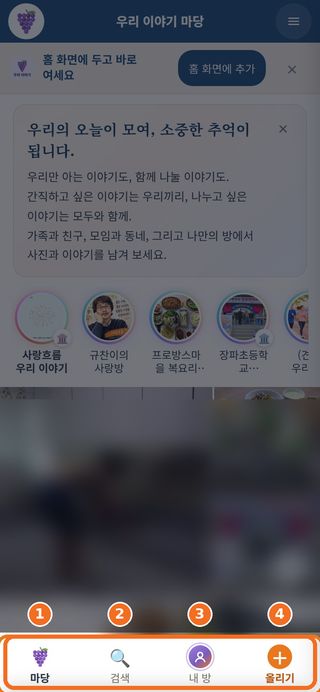 우리 이야기 마당
홈 화면에 두고 바로
여세요
홈 화면에 추가
우리의 오늘이 모여, 소중한 추억이
됩니다.
우리만 아는 이야기도, 함께 나눌 이야기도.
간직하고 싶은 이야기는 우리끼리, 나누고 싶은
이야기는 모두와 함께.
가족과 친구, 모임과 동네, 그리고 나만의 방에서
사진과 이야기를 남겨 보세요.
사랑흐름
우리 이야기
규찬이의
사랑방
프로방스마
을 복요리…
장파초등학
교…
(건
우리
1
2
3
4
마당
검색
내 방
올리기